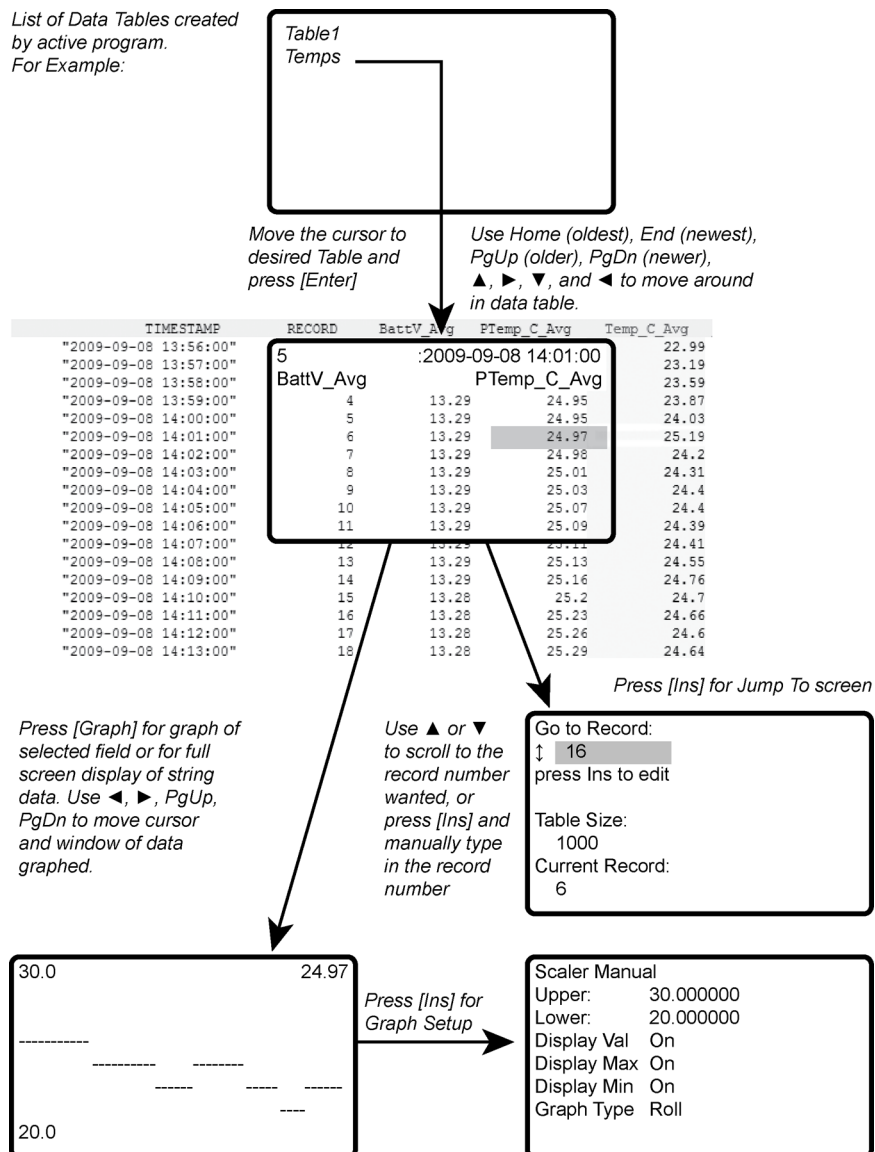 List of Data Tables created
by active program.
For Example:
Table1
Temps
Move the cursor to
desired Table and
press [Enter]
Use Home (oldest), End (newest),
PgUp (older), PgDn (newer),
▲, ►, ▼, and ◄ to move around
in data table.
TIMESTAMP RECORD BattV_Avg PTemp_C_Avg Temp_C_Avg
"2009-09-08 13:56:00" 22.99
5 :2009-09-08 14:01:00
"2009-09-08 13:57:00" 23.19
BattV_Avg PTemp_C_Avg
"2009-09-08 13:58:00" 23.59
"2009-09-08 13:59:00" 4 13.29 24.95 23.87
"2009-09-08 14:00:00" 5 13.29 24.95 24.03
"2009-09-08 14:01:00" 6 13.29 24.97 25.19
"2009-09-08 14:02:00" 7 13.29 24.98 24.2
"2009-09-08 14:03:00" 8 13.29 25.01 24.31
"2009-09-08 14:04:00" 9 13.29 25.03 24.4
"2009-09-08 14:05:00" 10 13.29 25.07 24.4
"2009-09-08 14:06:00" 11 13.29 25.09 24.39
"2009-09-08 14:07:00" 12 13.29 25.11 24.41
"2009-09-08 14:08:00" 13 13.29 25.13 24.55
"2009-09-08 14:09:00" 14 13.29 25.16 24.76
"2009-09-08 14:10:00" 15 13.28 25.2 24.7
"2009-09-08 14:11:00" 16 13.28 25.23 24.66
"2009-09-08 14:12:00" 17 13.28 25.26 24.6
"2009-09-08 14:13:00" 18 13.28 25.29 24.64
Press [Graph] for graph of
selected field or for full
screen display of string
data. Use ◄, ►, PgUp,
PgDn to move cursor
and window of data
graphed.
Use ▲ or ▼
to scroll to the
record number
wanted, or
press [Ins] and
manually type
in the record
number
Press [Ins] for Jump To screen
Go to Record:
↕ 16
press Ins to edit
Table Size:
1000
Current Record:
6
30.0 24.97
20.0
Press [Ins] for
Graph Setup
Scaler Manual
Upper: 30.000000
Lower: 20.000000
Display Val On
Display Max On
Display Min On
Graph Type Roll